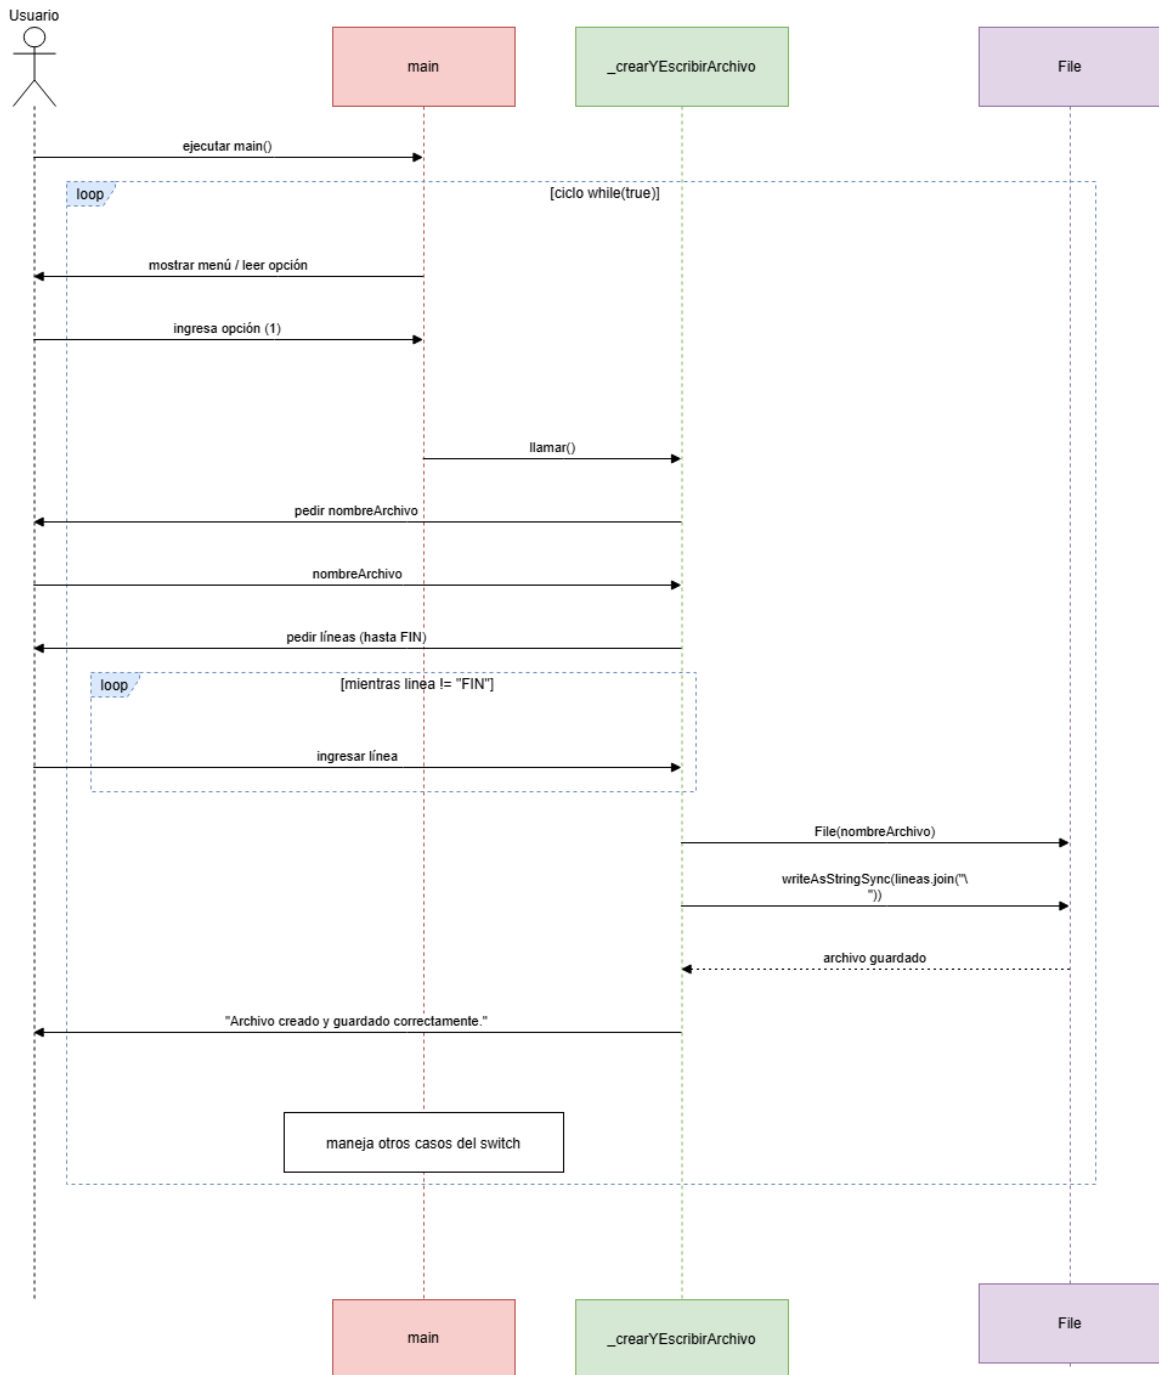 Usuario
main
_crearYEscribirArchivo
File
ejecutar main()
loop
[ciclo while(true)]
mostrar menú / leer opción
ingresa opción (1)
llamar()
pedir nombreArchivo
nombreArchivo
pedir líneas (hasta FIN)
loop
[mientras linea != "FIN"]
ingresar línea
File(nombreArchivo)
writeAsStringSync(lineas.join("\
"))
archivo guardado
"Archivo creado y guardado correctamente."
maneja otros casos del switch
main
_crearYEscribirArchivo
File